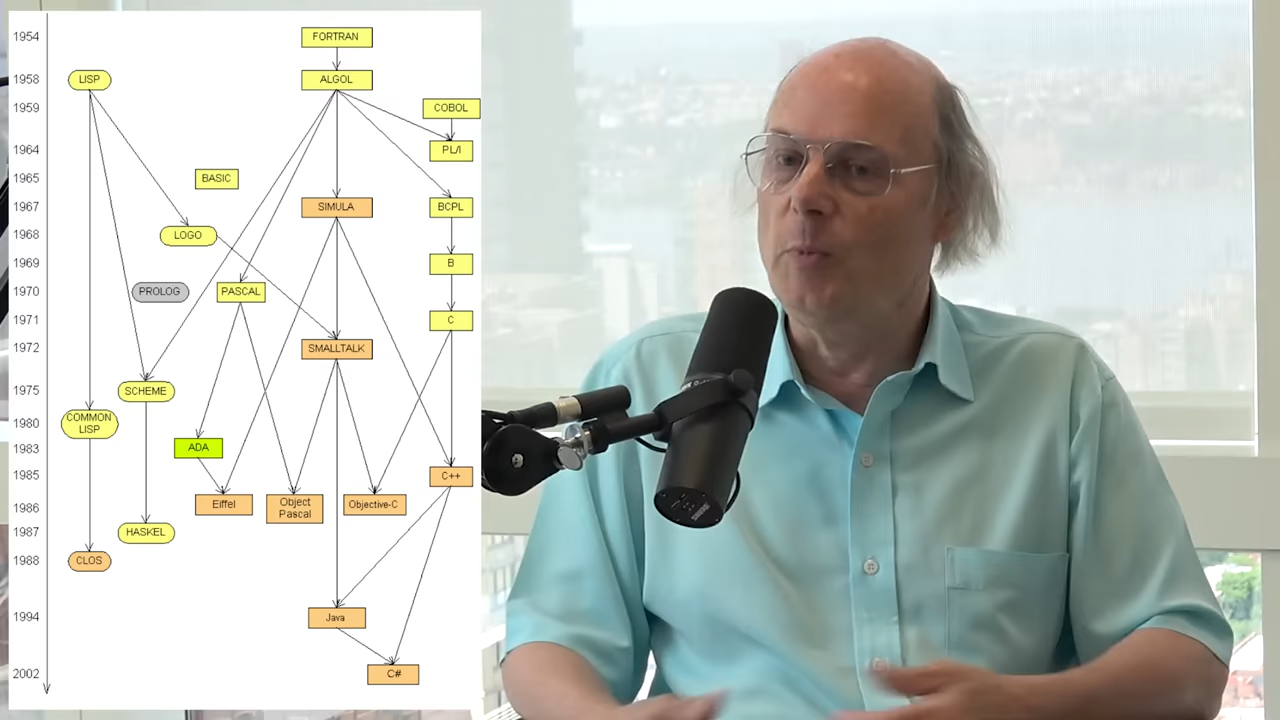 1954
FORTRAN
1958
LISP
ALGOL
1959
COBOL
1964
PL/I
1965
BASIC
1967
SIMULA
BCPL
1968
LOGO
1969
B
1970
PROLOG
PASCAL
1971
C
1972
SMALLTALK
1975
SCHEME
1980
COMMON
LISP
1983
ADA
1985
C++
1986
Eiffel
Object
Pascal
Objective-C
1987
HASKEL
1988
CLOS
1994
Java
2002
C#
SHURE